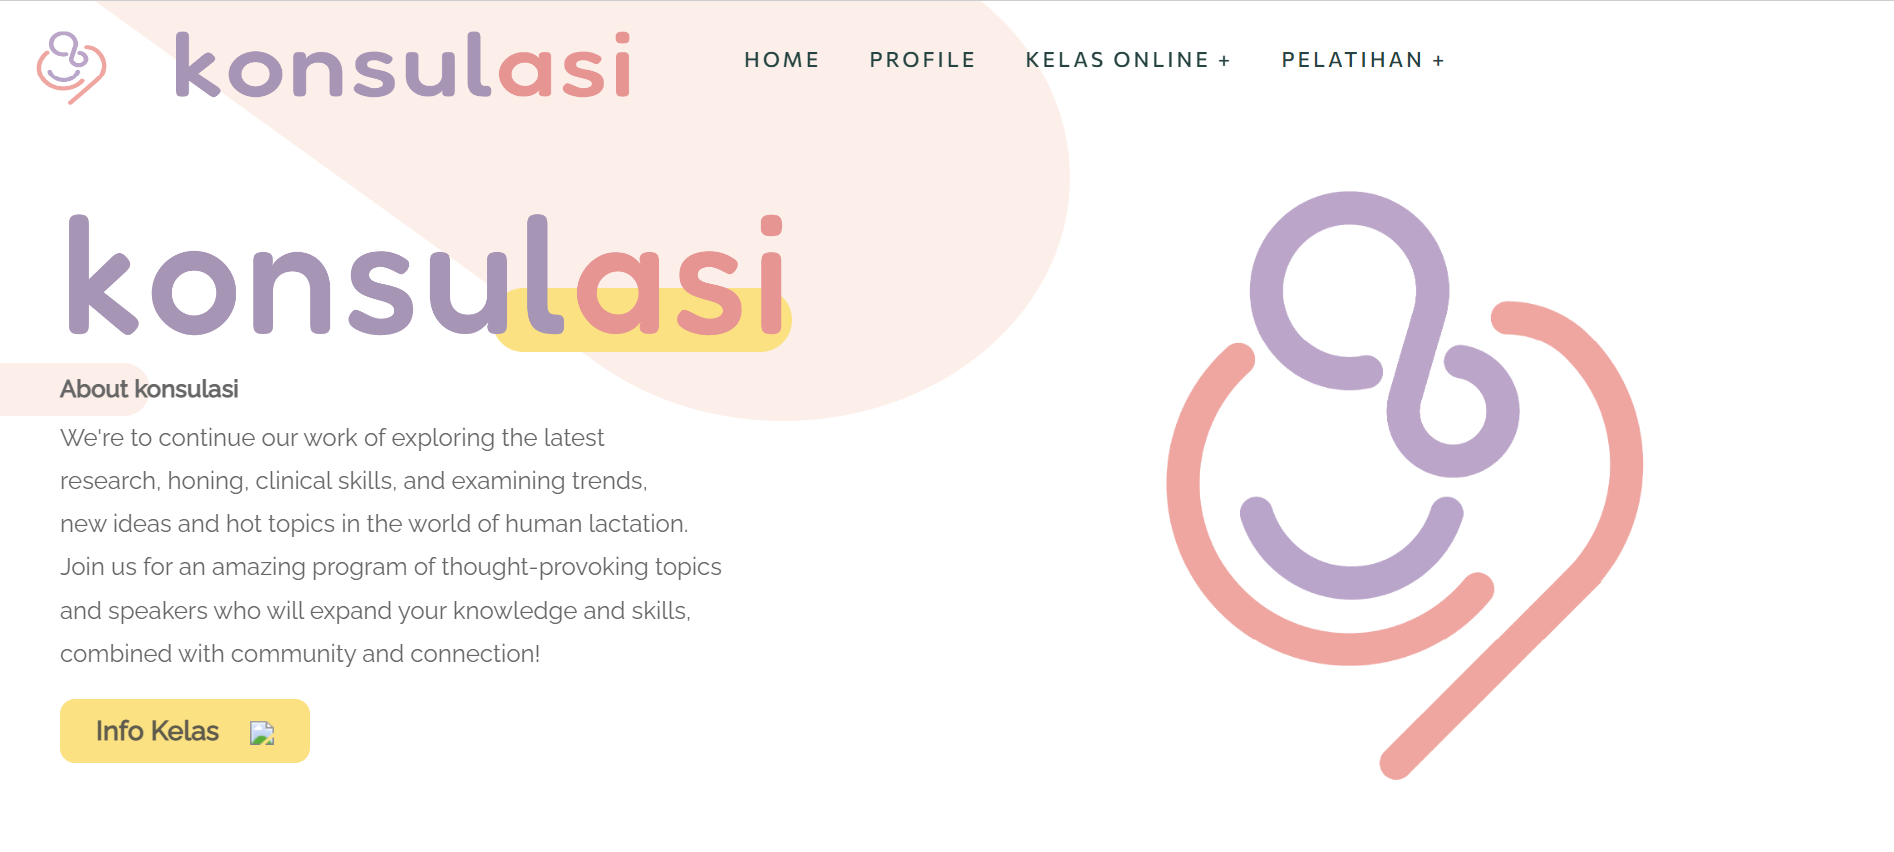 konsulasi
HOME PROFILE KELAS ONLINE + PELATIHAN +
konsulasi
About konsulasi
We're to continue our work of exploring the latest
research, honing, clinical skills, and examining trends,
new ideas and hot topics in the world of human lactation.
Join us for an amazing program of thought-provoking topics
and speakers who will expand your knowledge and skills,
combined with community and connection!
Info Kelas